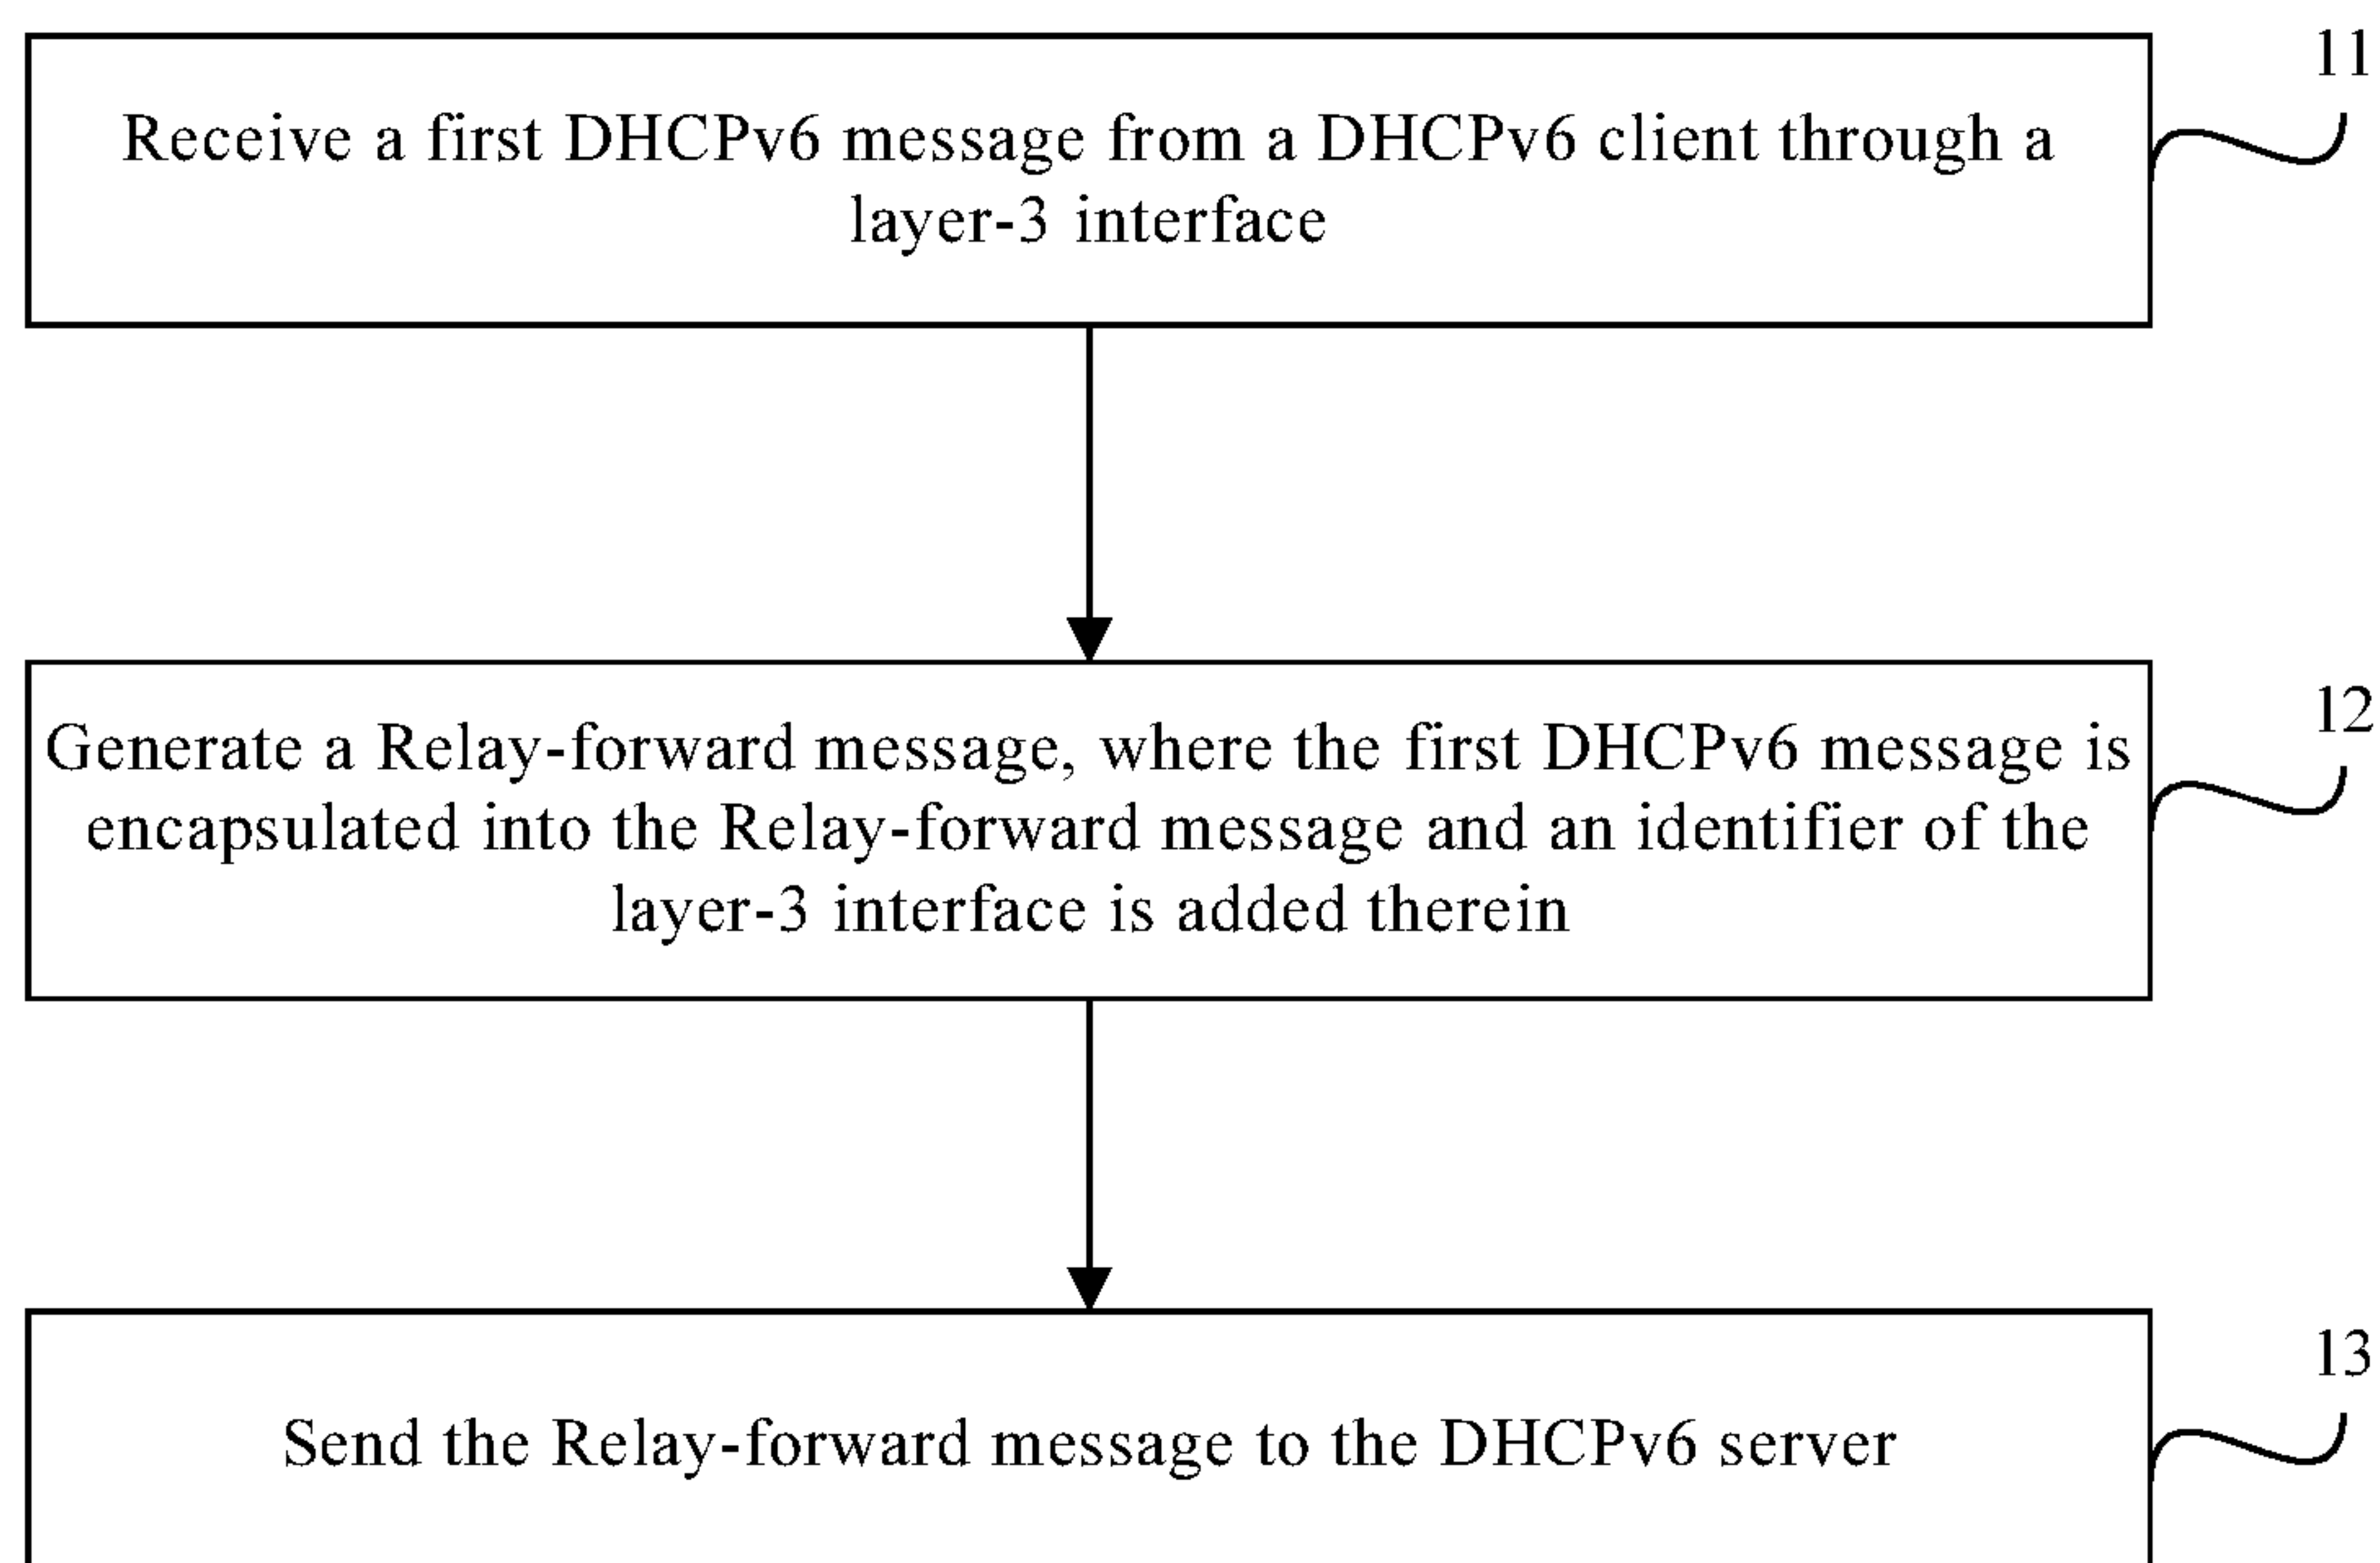 11
Receive a first DHCPv6 message from a DHCPv6 client through a
layer-3 interface
12
Generate a Relay-forward message, where the first DHCPv6 message is
encapsulated into the Relay-forward message and an identifier of the
layer-3 interface is added therein
13
Send the Relay-forward message to the DHCPv6 server